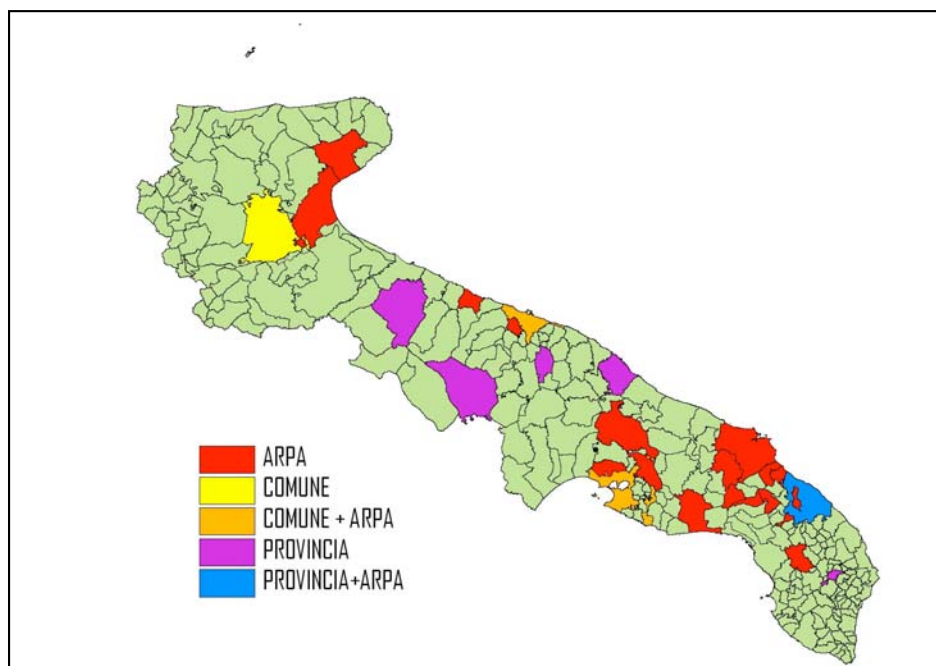 ARPA
COMUNE
COMUNE + ARPA
PROVINCIA
PROVINCIA+ARPA